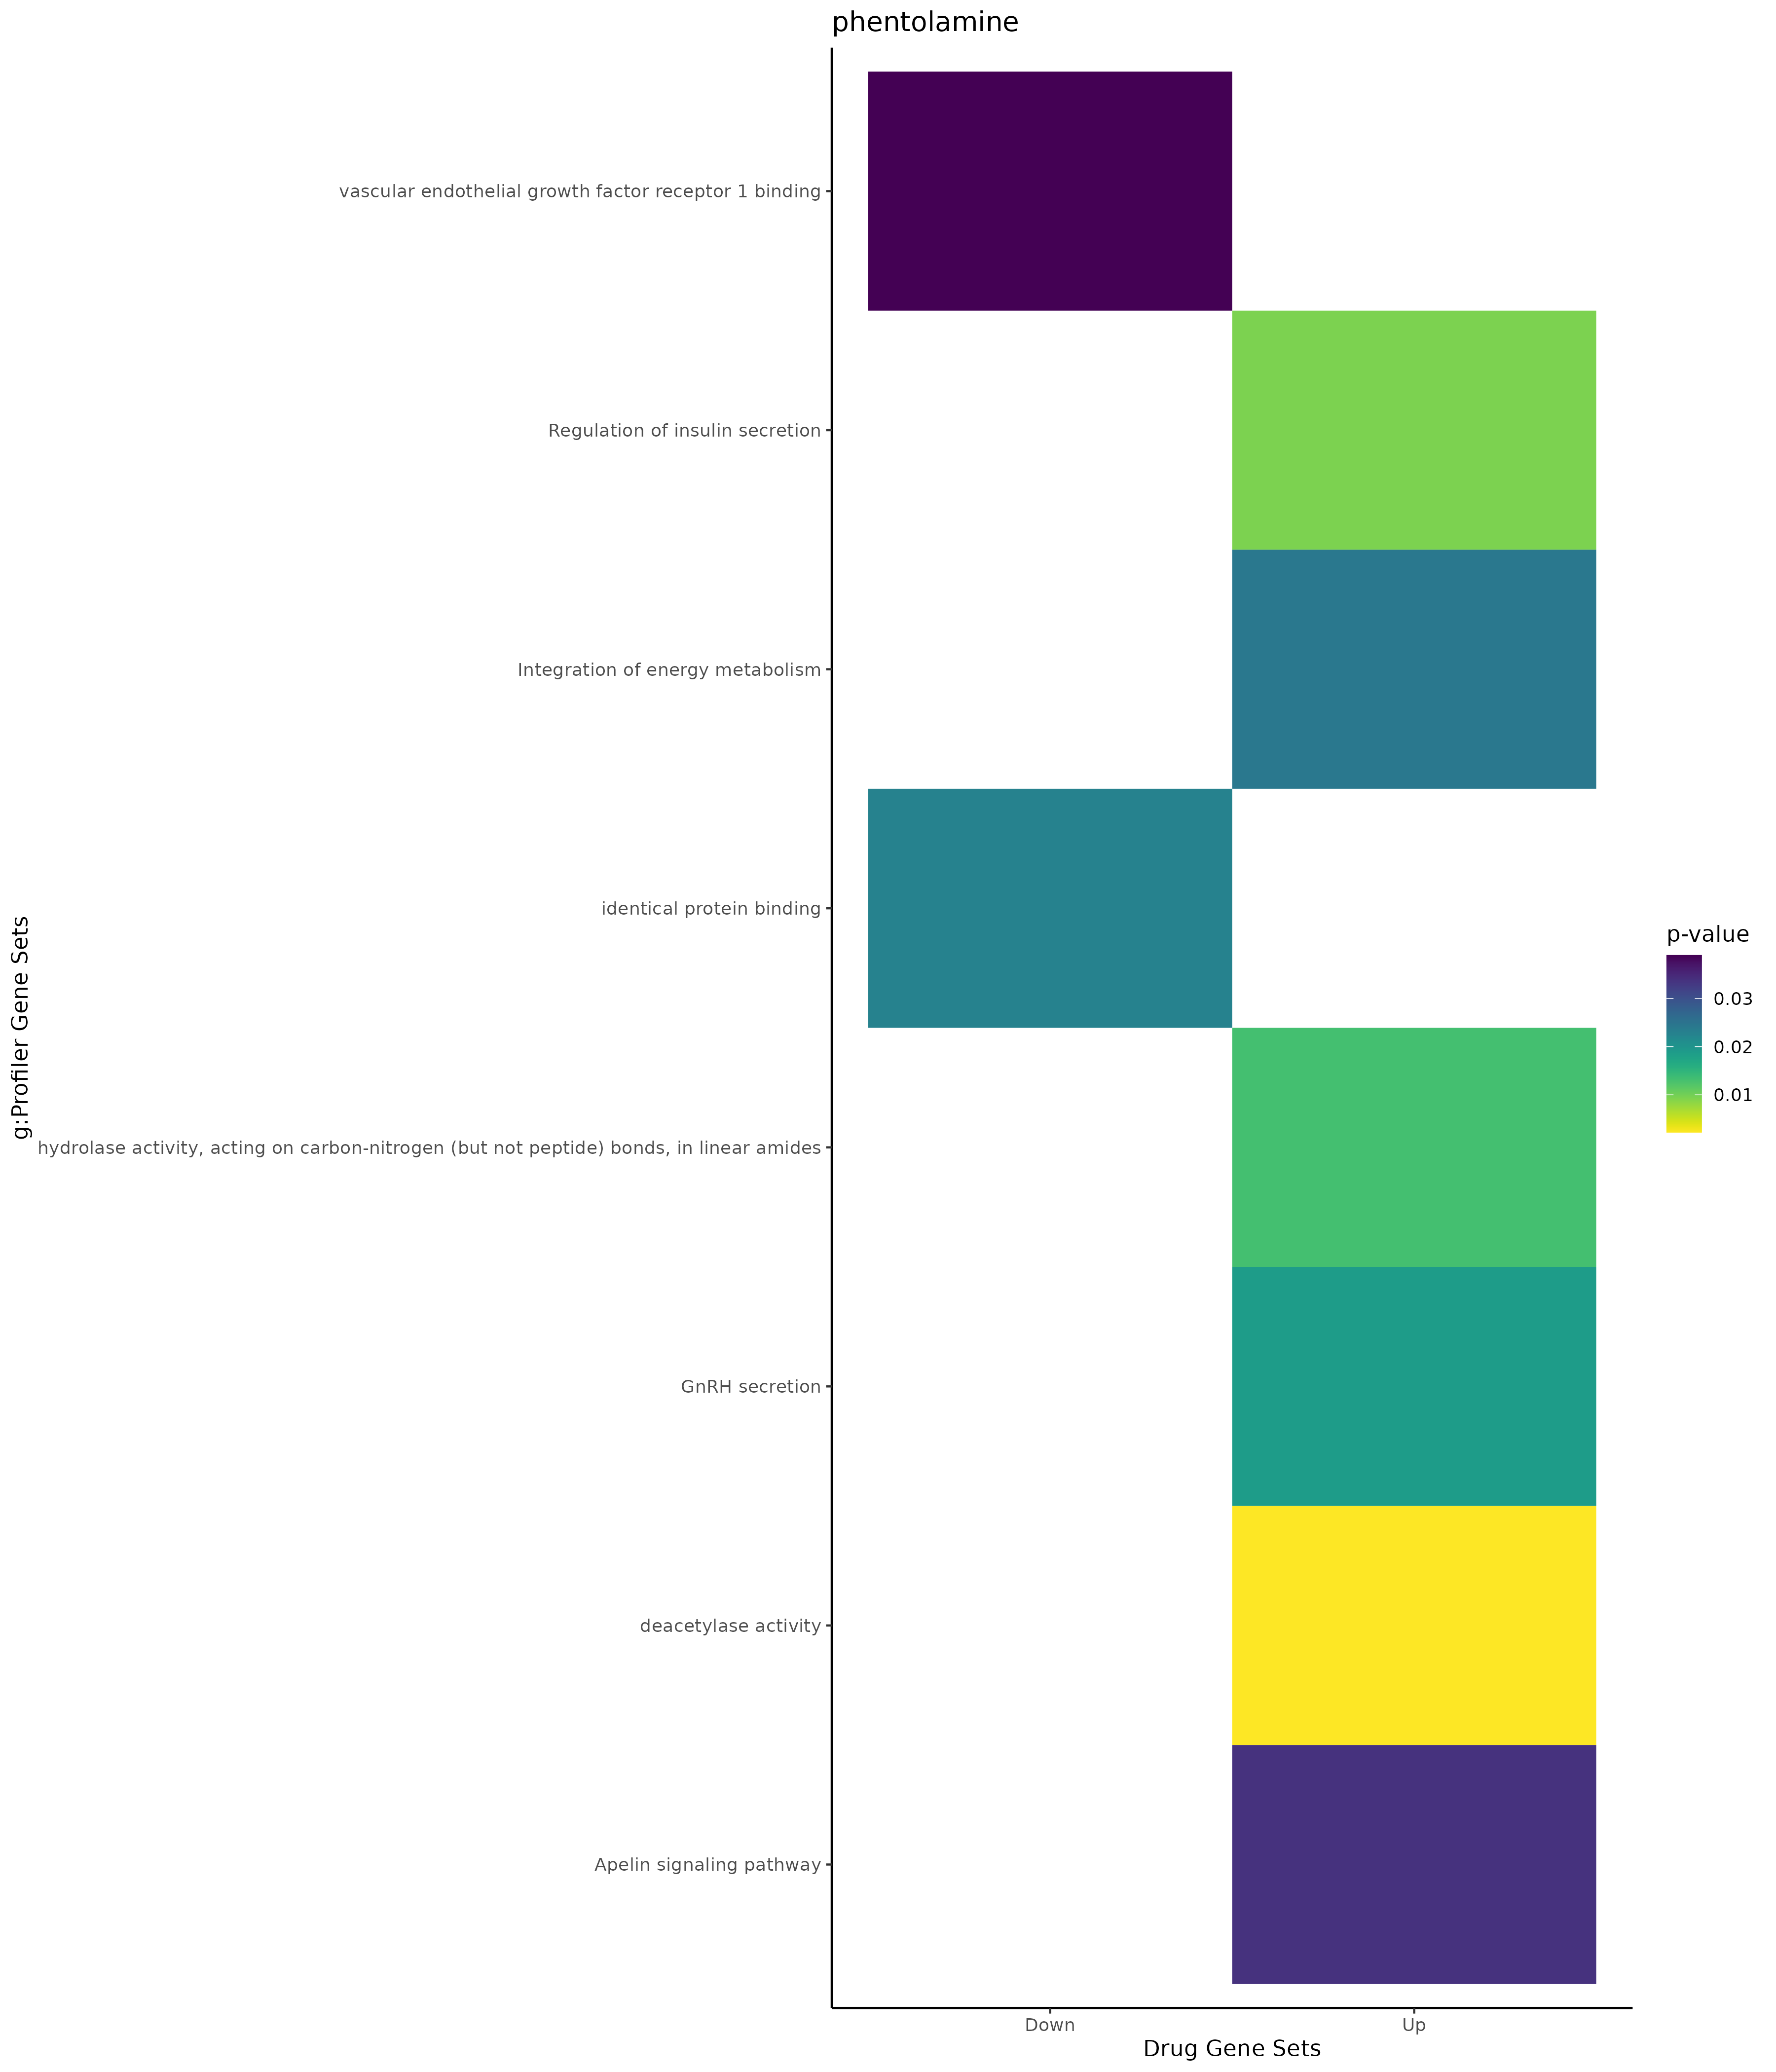 phentolamine
g:Profiler Gene Sets
vascular endothelial growth factor receptor 1 binding
Regulation of insulin secretion
Integration of energy metabolism
identical protein binding
hydrolase activity, acting on carbon-nitrogen (but not peptide) bonds, in linear amides
GnRH secretion
deacetylase activity
Apelin signaling pathway
Down
Up
Drug Gene Sets
p-value
0.03
0.02
0.01